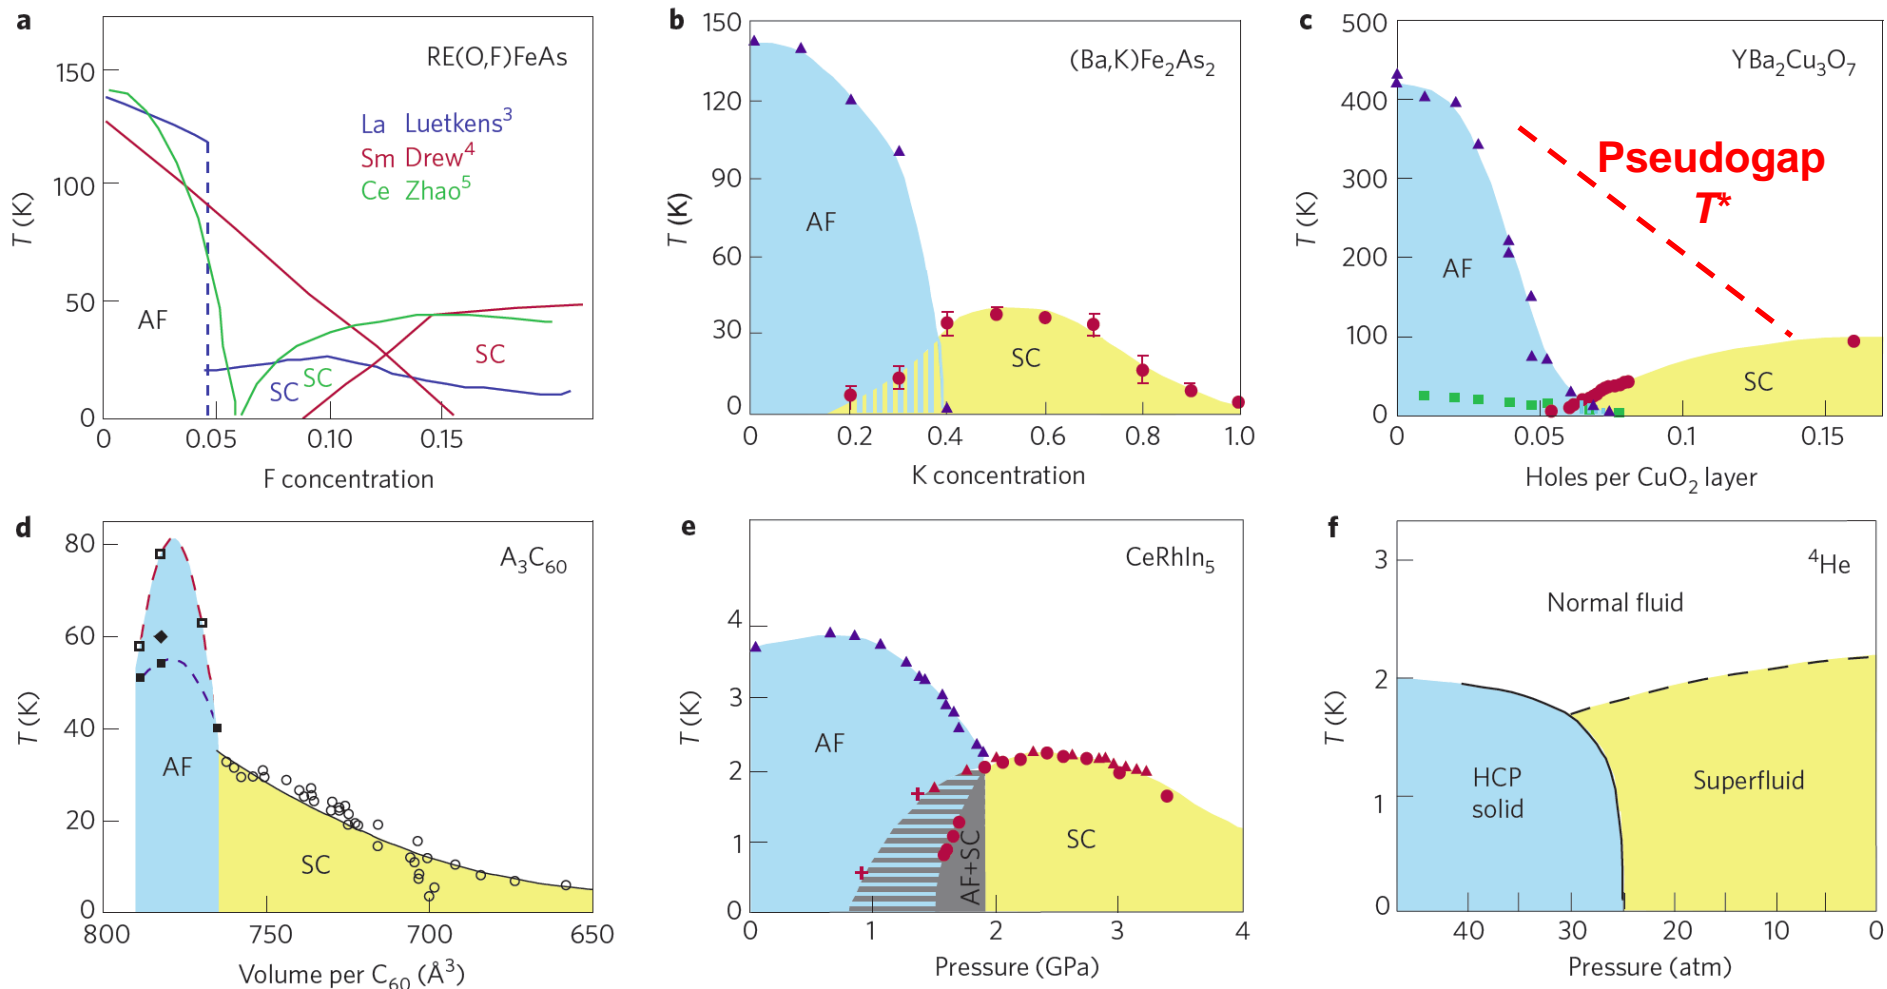 a
RE(O,F)FeAs
La Luetkens³
Sm Drew⁴
Ce Zhao⁵
AF
SC
SC
SC
T (K)
150
100
50
0
0 0.05 0.10 0.15
F concentration
b
(Ba,K)Fe₂As₂
AF
SC
T (K)
150
120
90
60
30
0
0 0.2 0.4 0.6 0.8 1.0
K concentration
c
YBa₂Cu₃O₇
Pseudogap
T*
AF
SC
T (K)
500
400
300
200
100
0
0 0.05 0.1 0.15
Holes per CuO₂ layer
d
A₃C₆₀
AF
SC
T (K)
80
60
40
20
0
800 750 700 650
Volume per C₆₀ (Å³)
e
CeRhIn₅
AF
AF+SC
SC
T (K)
4
3
2
1
0
0 1 2 3 4
Pressure (GPa)
f
⁴He
Normal fluid
HCP
solid
Superfluid
T (K)
3
2
1
0
40 30 20 10 0
Pressure (atm)